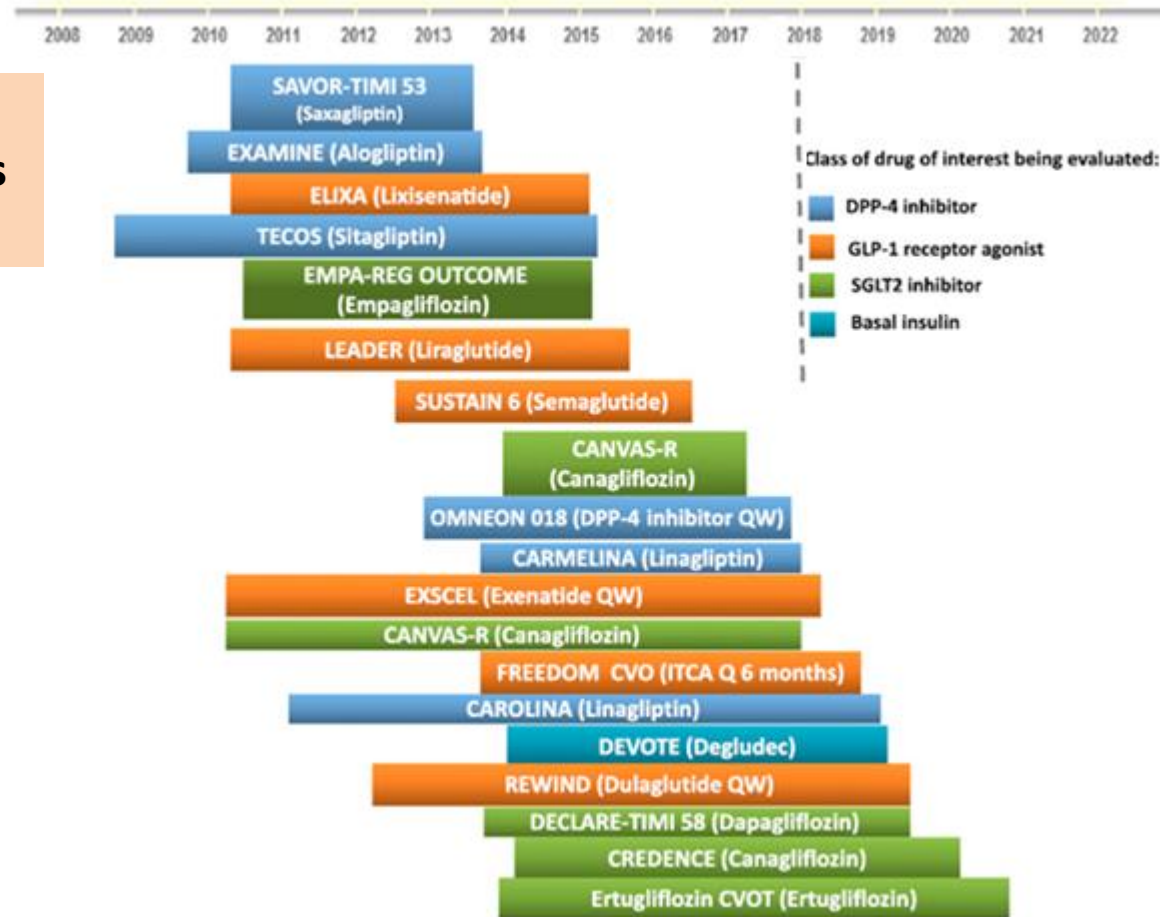 2008 2009 2010 2011 2012 2013 2014 2015 2016 2017 2018 2019 2020 2021 2022
s
SAVOR-TIMI 53
(Saxagliptin)
EXAMINE (Alogliptin)
ELIXA (Lixisenatide)
TECOS (Sitagliptin)
EMPA-REG OUTCOME
(Empagliflozin)
LEADER (Liraglutide)
SUSTAIN 6 (Semaglutide)
CANVAS-R
(Canagliflozin)
OMNEON 018 (DPP-4 inhibitor QW)
CARMELINA (Linagliptin)
EXSCEL (Exenatide QW)
CANVAS-R (Canagliflozin)
FREEDOM CVO (ITCA Q 6 months)
CAROLINA (Linagliptin)
DEVOTE (Degludec)
REWIND (Dulaglutide QW)
DECLARE-TIMI 58 (Dapagliflozin)
CREDENCE (Canagliflozin)
Ertugliflozin CVOT (Ertugliflozin)
Class of drug of interest being evaluated:
DPP-4 inhibitor
GLP-1 receptor agonist
SGLT2 inhibitor
Basal insulin